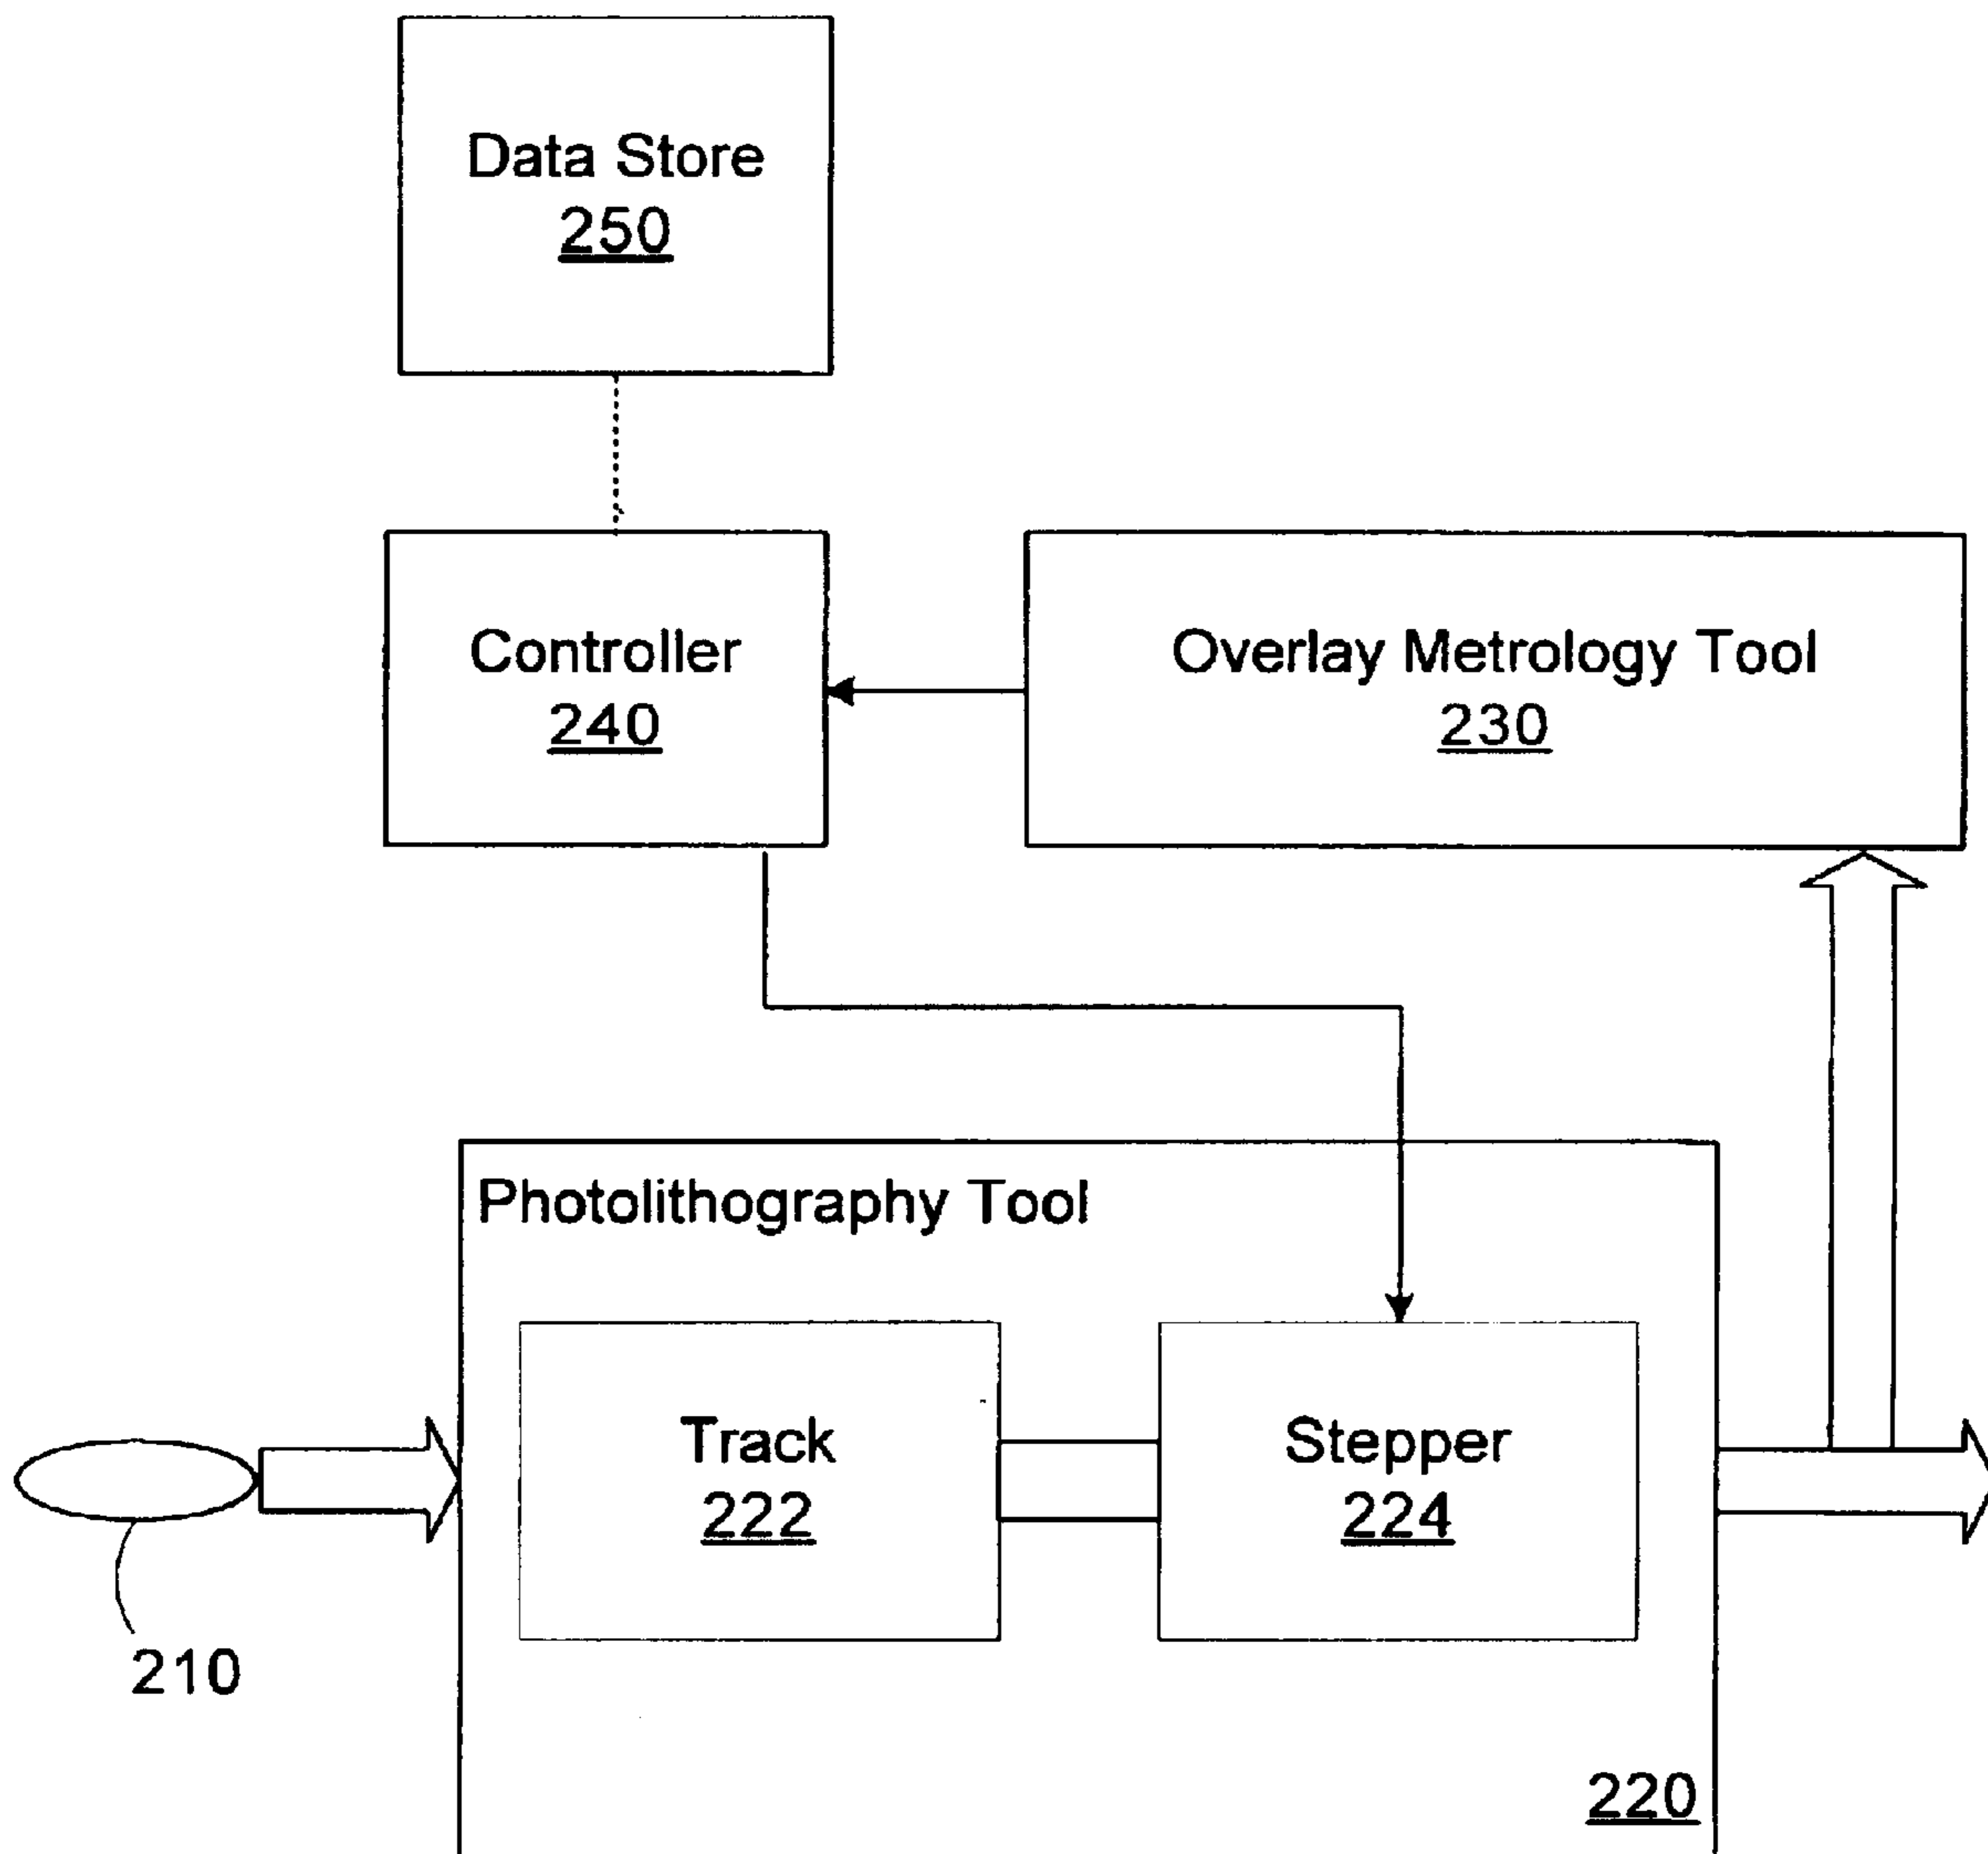 Data Store
250
Controller
240
Overlay Metrology Tool
230
Photolithography Tool
Track
222
Stepper
224
210
220